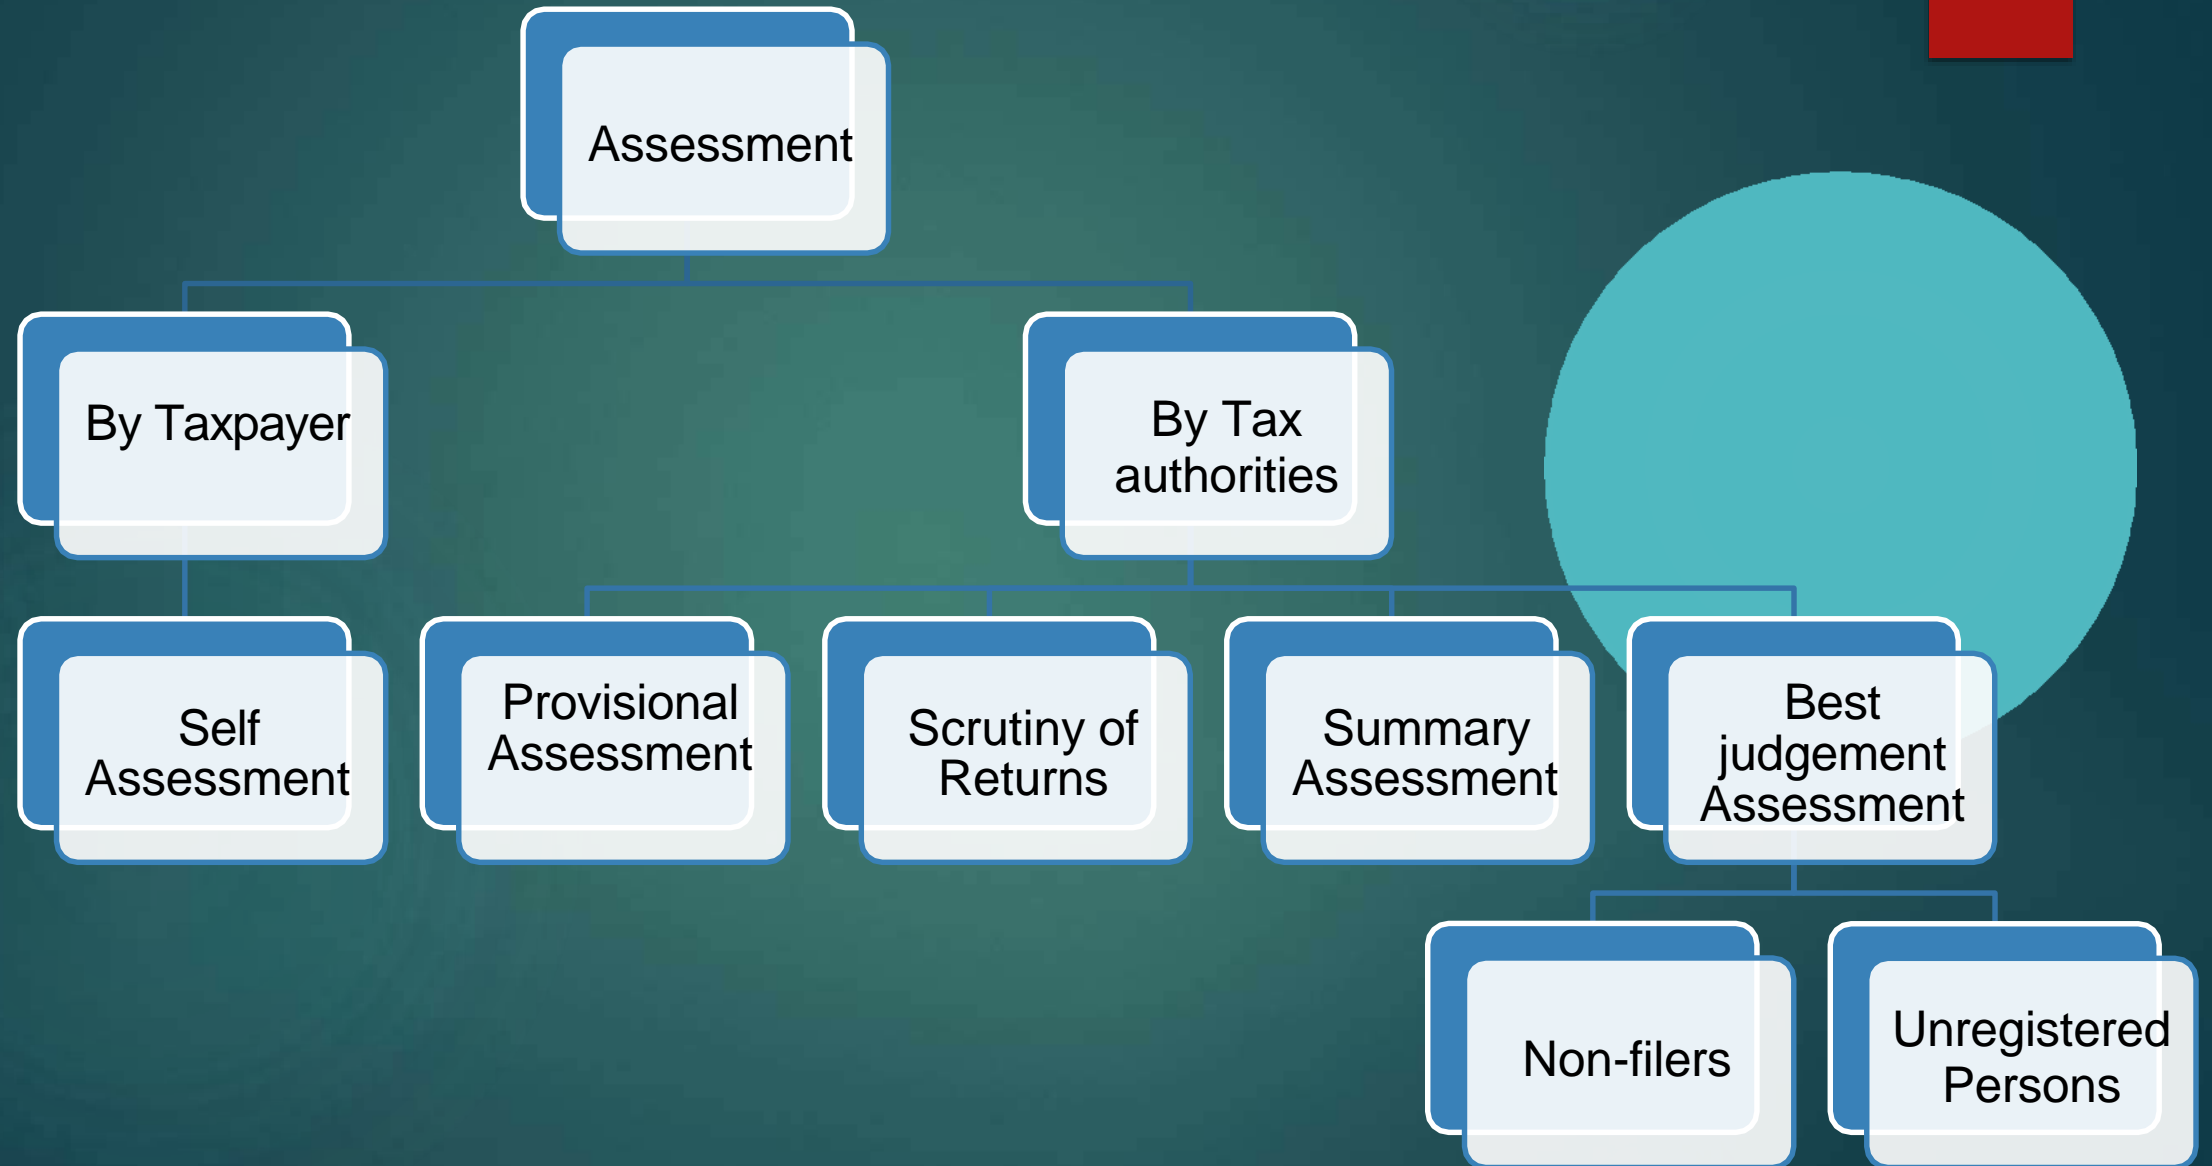 Assessment
By Taxpayer
By Tax
authorities
Self
Assessment
Provisional
Assessment
Scrutiny of
Returns
Summary
Assessment
Best
judgement
Assessment
Non-filers
Unregistered
Persons